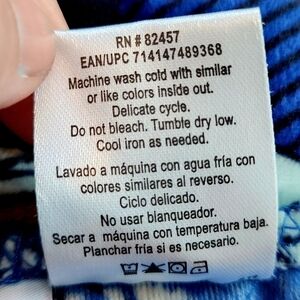 RN # 82457
EAN/UPC 714147489368
Machine wash cold with similar
or like colors inside out.
Delicate cycle.
Do not bleach. Tumble dry low.
Cool iron as needed.
Lavado a máquina con agua fría con
colores similares al reverso.
Ciclo delicado.
No usar blanqueador.
Secar a máquina con temperatura baja.
Planchar fría si es necesario.